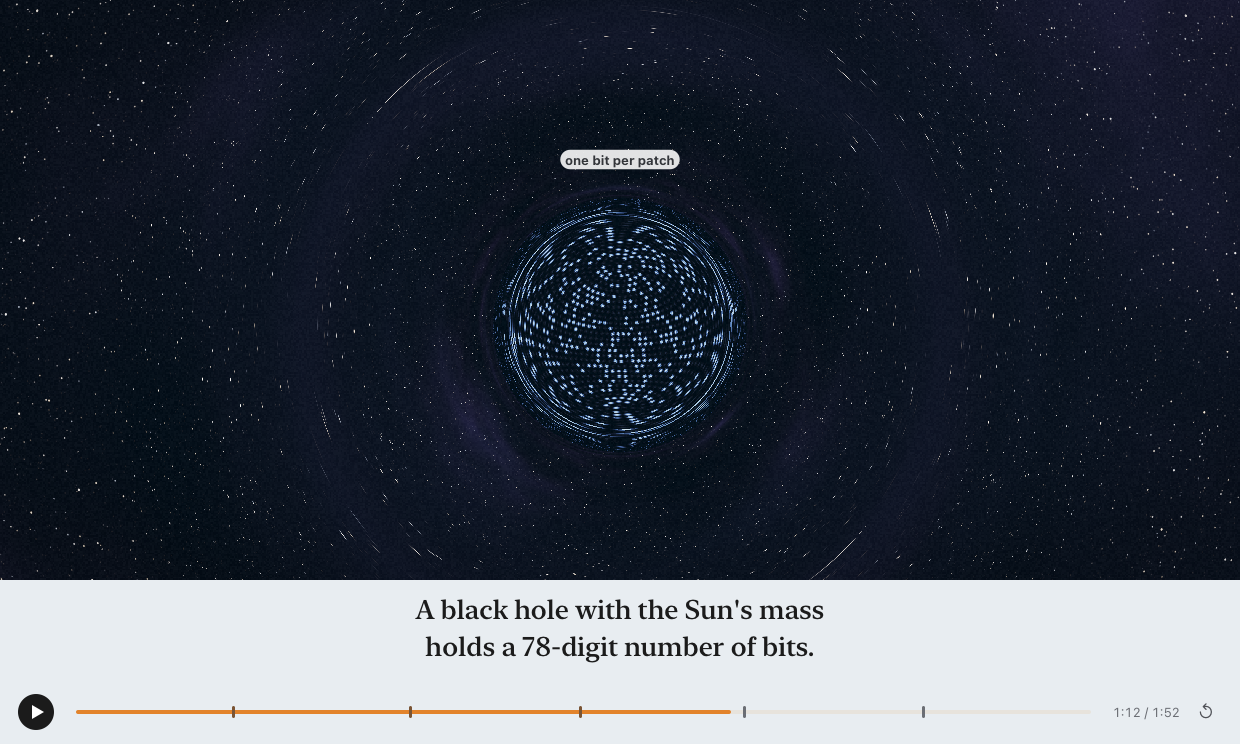 one bit per patch
A black hole with the Sun's mass
holds a 78-digit number of bits.
1:12 / 1:52